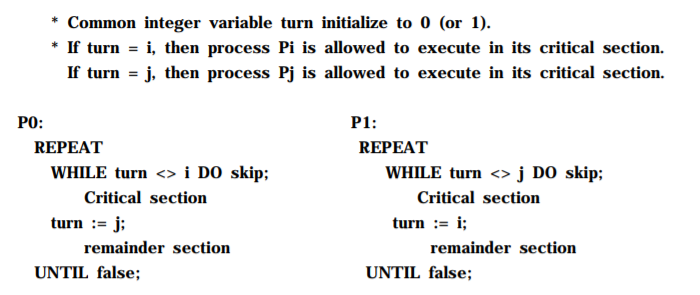 * Common integer variable turn initialize to 0 (or 1).
* If turn = i, then process Pi is allowed to execute in its critical section.
If turn = j, then process Pj is allowed to execute in its critical section.
P0:
REPEAT
WHILE turn <> i DO skip;
Critical section
turn := j;
remainder section
UNTIL false;
P1:
REPEAT
WHILE turn <> j DO skip;
Critical section
turn := i;
remainder section
UNTIL false;